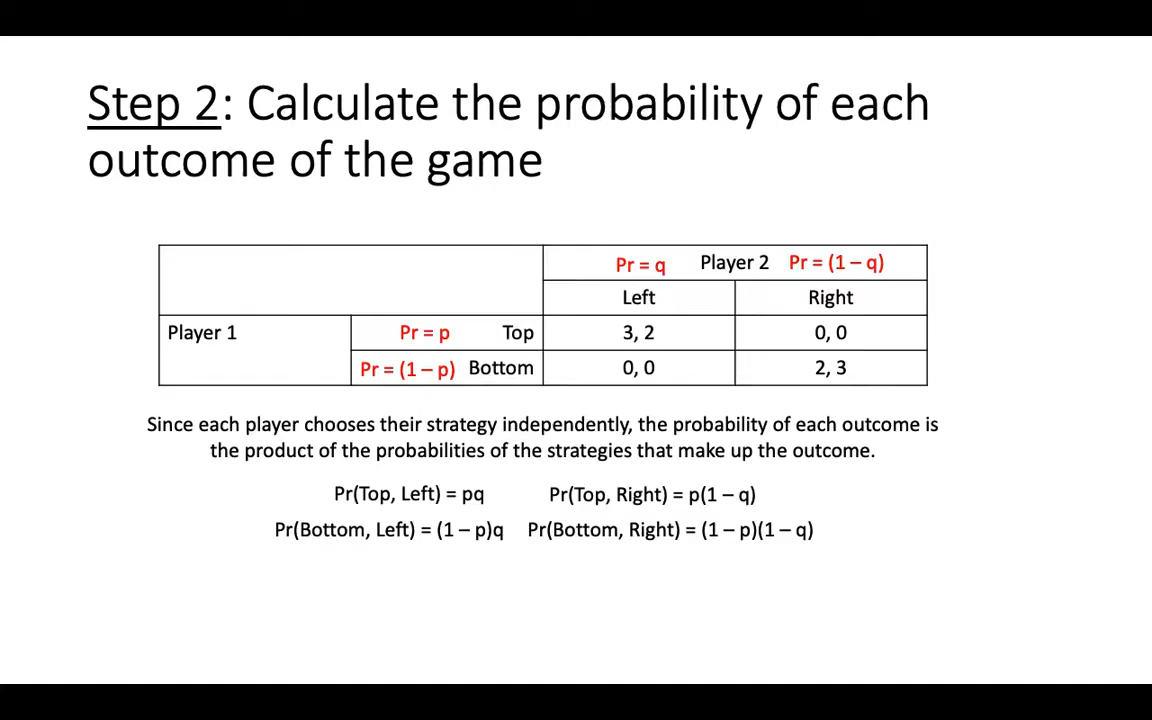 Step 2: Calculate the probability of each
outcome of the game
Pr = q Player 2 Pr = (1 – q)
Left Right
Player 1 Pr = p Top 3, 2 0, 0
Pr = (1 – p) Bottom 0, 0 2, 3
Since each player chooses their strategy independently, the probability of each outcome is
the product of the probabilities of the strategies that make up the outcome.
Pr(Top, Left) = pq Pr(Top, Right) = p(1 – q)
Pr(Bottom, Left) = (1 – p)q Pr(Bottom, Right) = (1 – p)(1 – q)